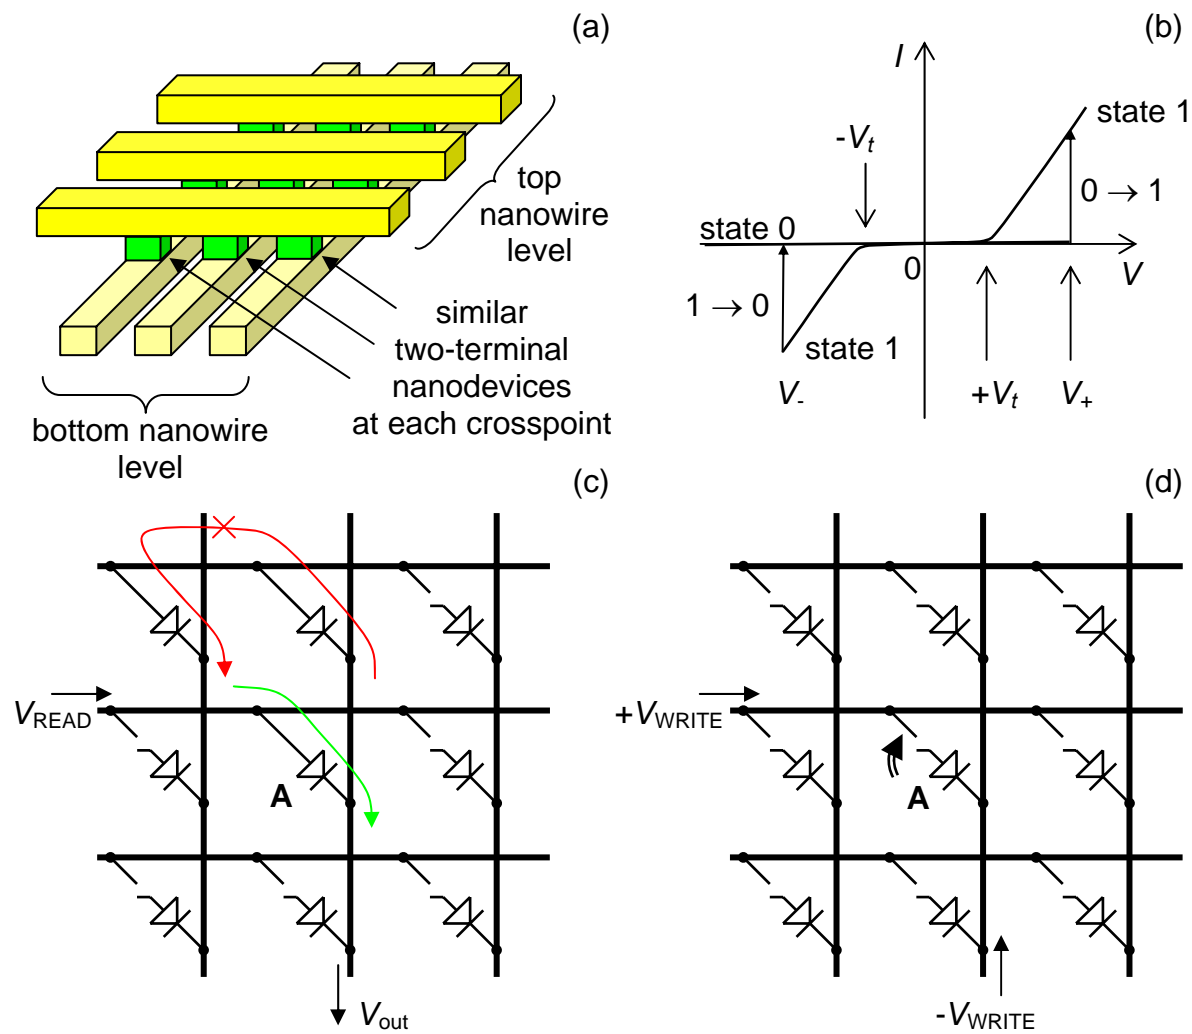 (a)
top
nanowire
level
similar
two-terminal
nanodevices
at each crosspoint
bottom nanowire
level
(b)
I
-Vt
state 1
0 → 1
state 0
0
V
1 → 0
state 1
V-
+Vt
V+
(c)
VREAD
A
Vout
(d)
+VWRITE
A
-VWRITE